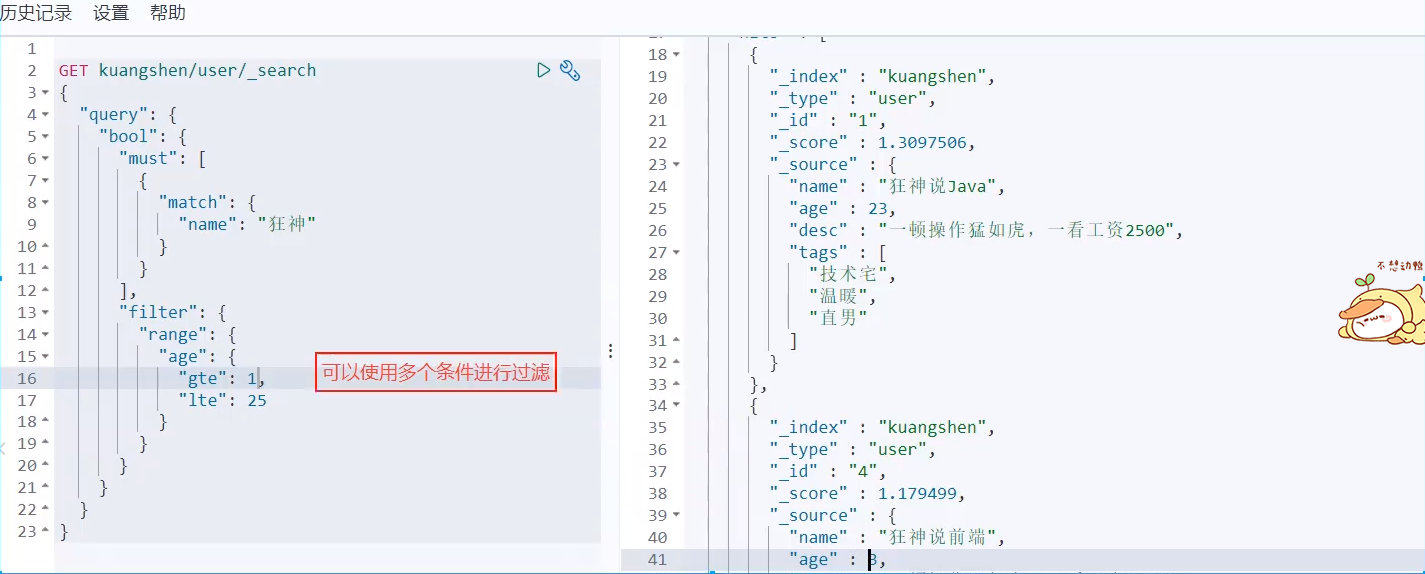 历史记录 设置 帮助
1
2 GET kuangshen/user/_search
3 {
4 "query": {
5 "bool": {
6 "must": [
7 {
8 "match": {
9 "name": "狂神"
10 }
11 }
12 ],
13 "filter": {
14 "range": {
15 "age": {
16 "gte": 1,
可以使用多个条件进行过滤
17 "lte": 25
18 }
19 }
20 }
21 }
22 }
23 }
18 {
19 "_index" : "kuangshen",
20 "_type" : "user",
21 "_id" : "1",
22 "_score" : 1.3097506,
23 "_source" : {
24 "name" : "狂神说Java",
25 "age" : 23,
26 "desc" : "一顿操作猛如虎，一看工资2500",
27 "tags" : [
28 "技术宅",
29 "温暖",
30 "直男"
31 ]
32 }
33 },
34 {
35 "_index" : "kuangshen",
36 "_type" : "user",
37 "_id" : "4",
38 "_score" : 1.179499,
39 "_source" : {
40 "name" : "狂神说前端",
41 "age" : 3,
不想动鸭